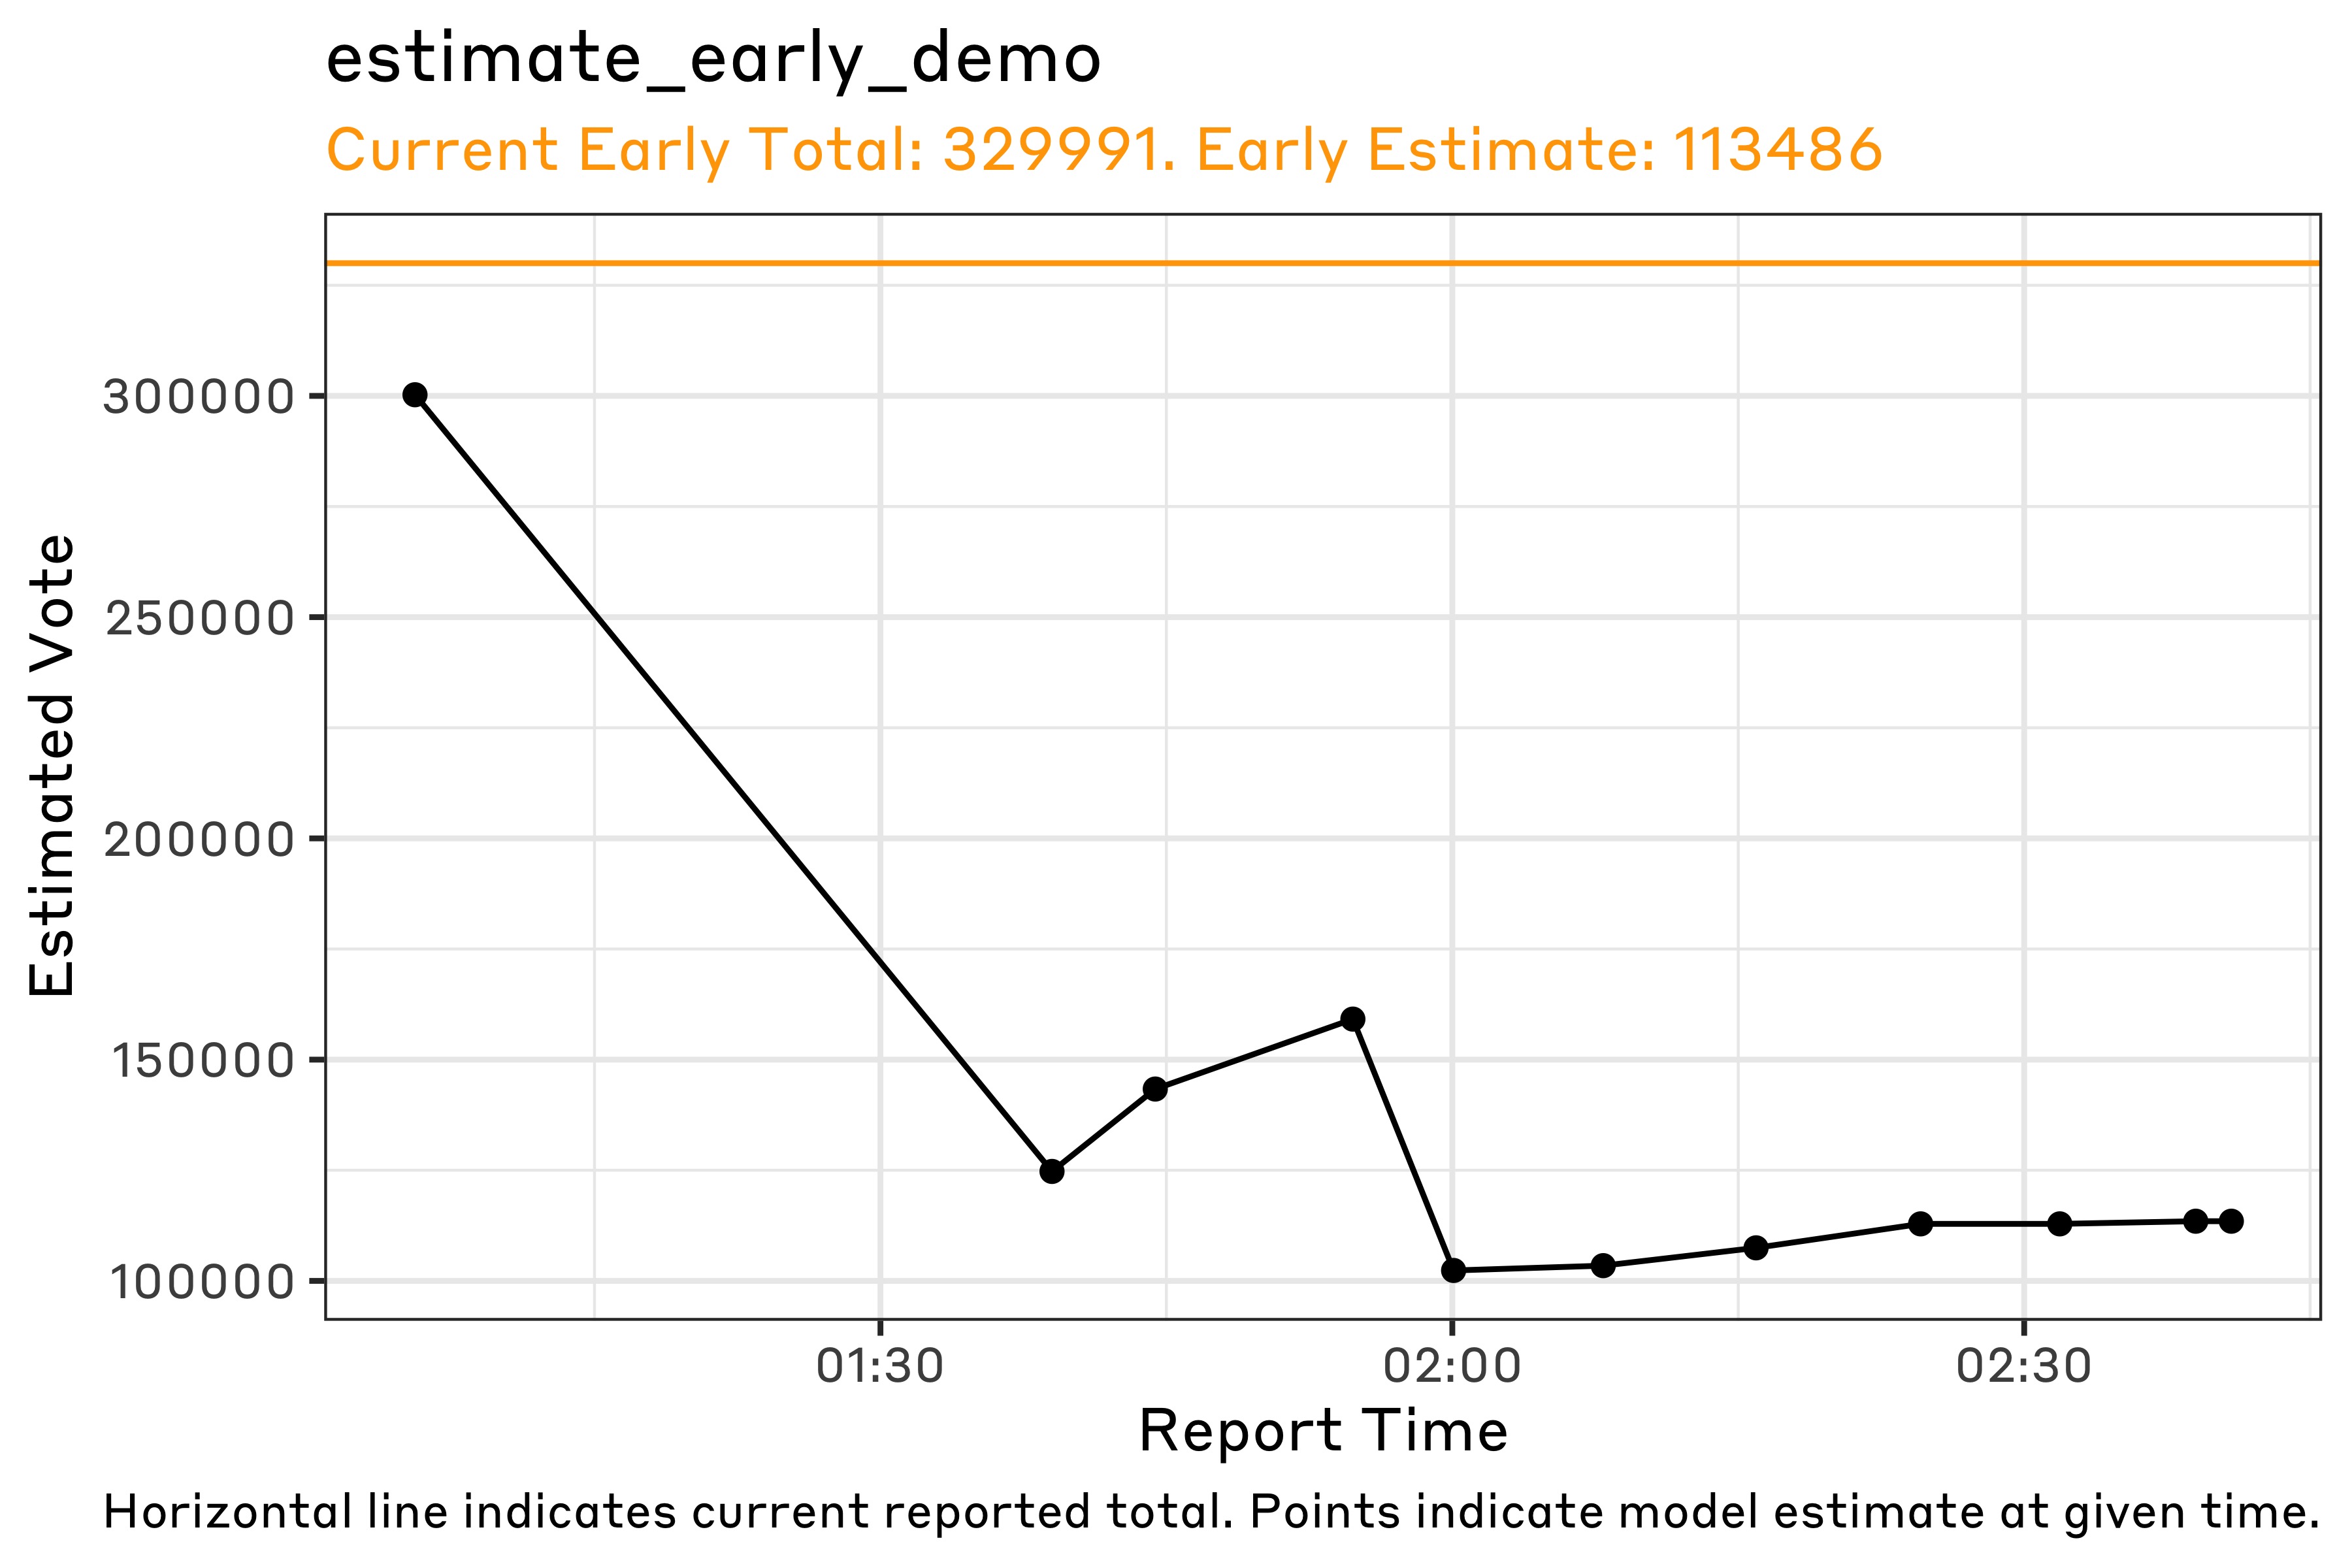 estimate_early_demo
Current Early Total: 329991. Early Estimate: 113486
Estimated Vote
300000
250000
200000
150000
100000
01:30 02:00 02:30
Report Time
Horizontal line indicates current reported total. Points indicate model estimate at given time.